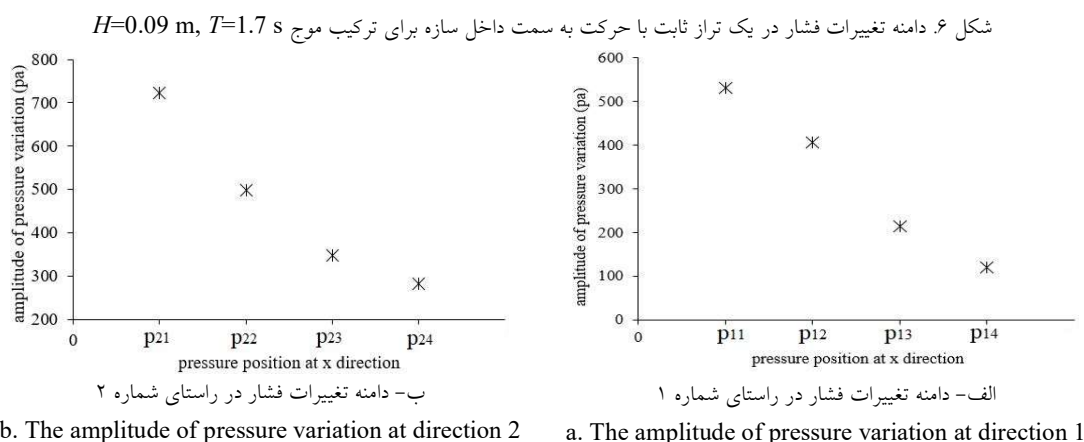 شکل ۶. دامنه تغییرات فشار در یک تراز ثابت با حرکت به سمت داخل سازه برای ترکیب موج H=0.09 m, T=1.7 s
amplitude of pressure variation (pa)
600
500
400
300
200
100
0
0
p11
p12
p13
p14
pressure position at x direction
الف- دامنه تغییرات فشار در راستای شماره ۱
a. The amplitude of pressure variation at direction 1
amplitude of pressure variation (pa)
800
700
600
500
400
300
200
0
p21
p22
p23
p24
pressure position at x direction
ب- دامنه تغییرات فشار در راستای شماره ۲
b. The amplitude of pressure variation at direction 2